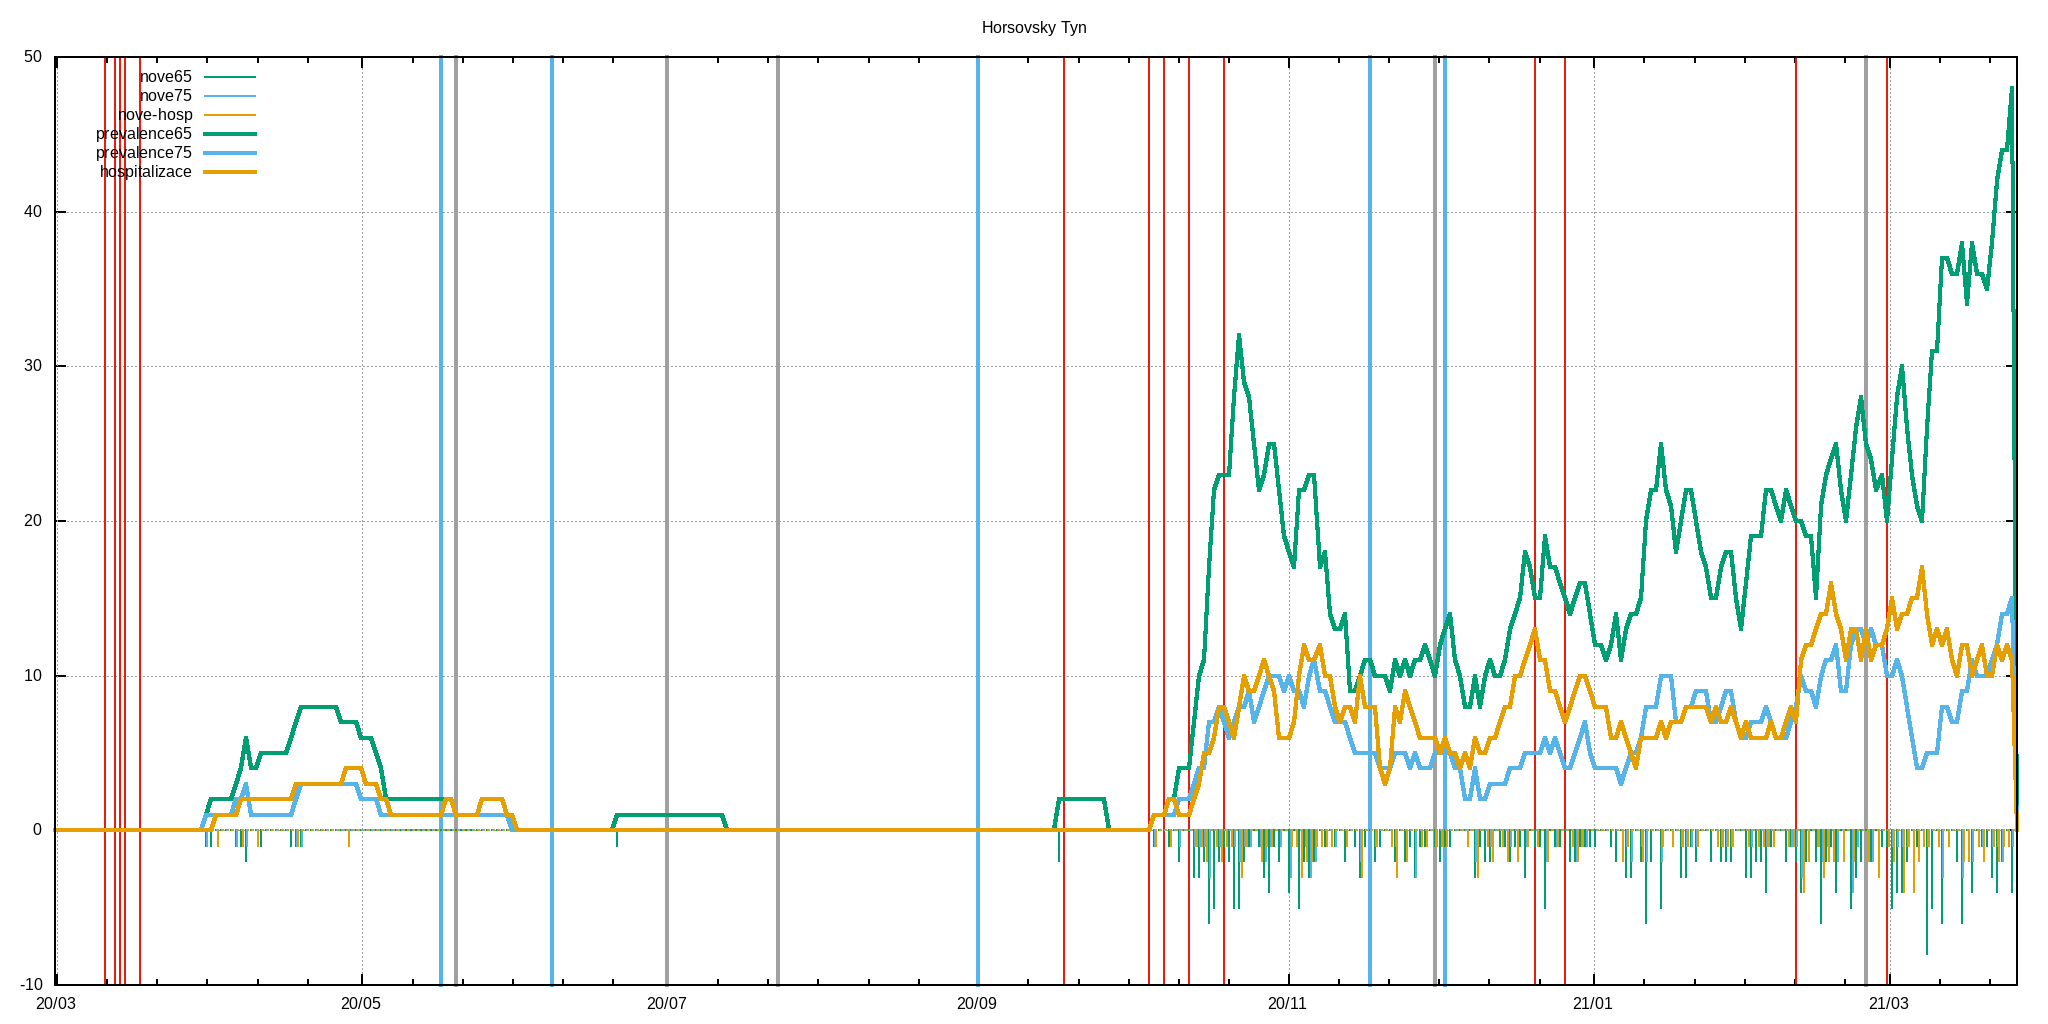 Horsovsky Tyn
50
nove65
nove75
nove-hosp
prevalence65
prevalence75
hospitalizace
40
30
20
10
0
-10
20/03 20/05 20/07 20/09 20/11 21/01 21/03